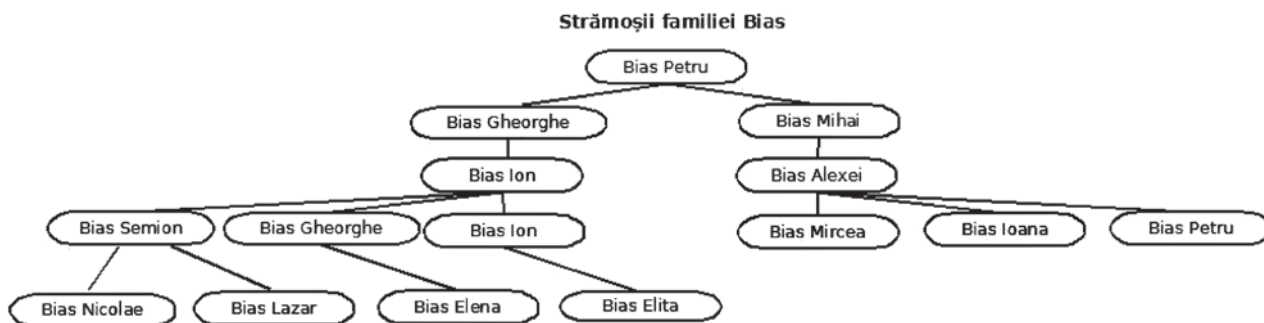 Strămoșii familiei Bias
Bias Petru
Bias Gheorghe
Bias Mihai
Bias Ion
Bias Alexei
Bias Semion
Bias Gheorghe
Bias Ion
Bias Mircea
Bias Ioana
Bias Petru
Bias Nicolae
Bias Lazar
Bias Elena
Bias Elita